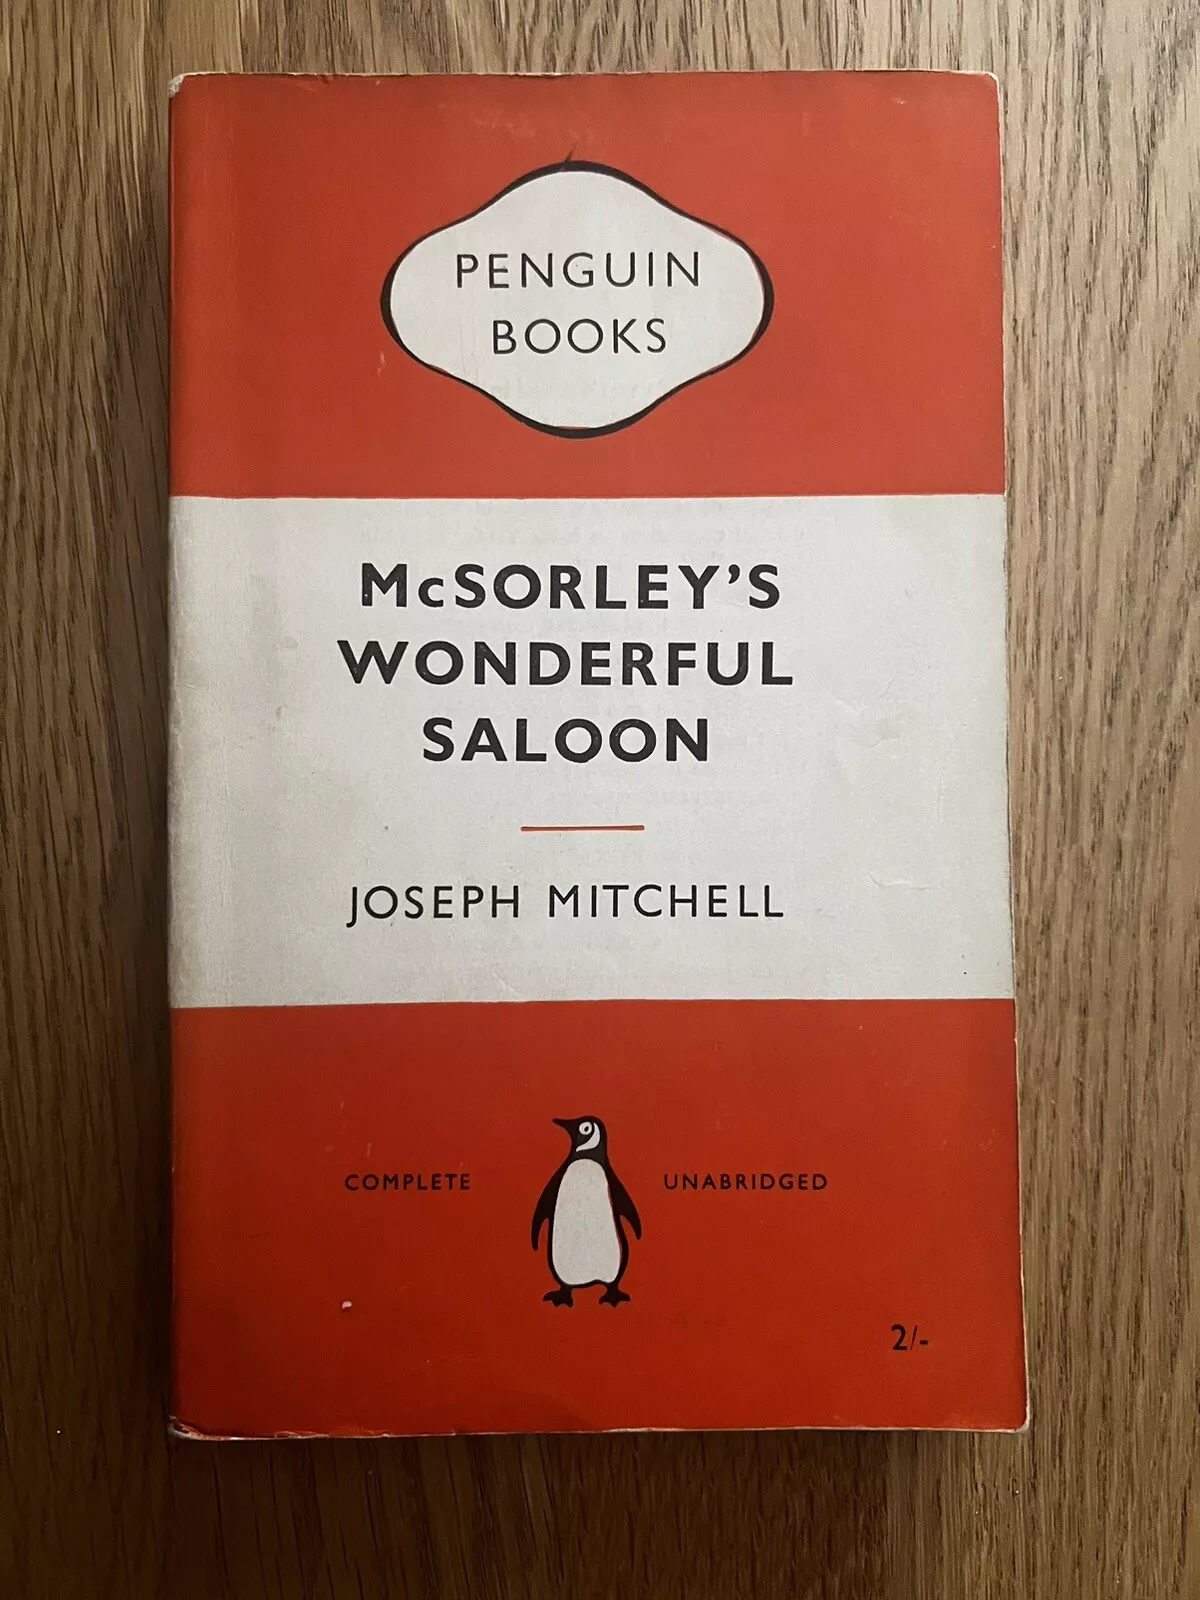 PENGUIN
BOOKS
McSORLEY'S
WONDERFUL
SALOON
JOSEPH MITCHELL
COMPLETE UNABRIDGED
2/-